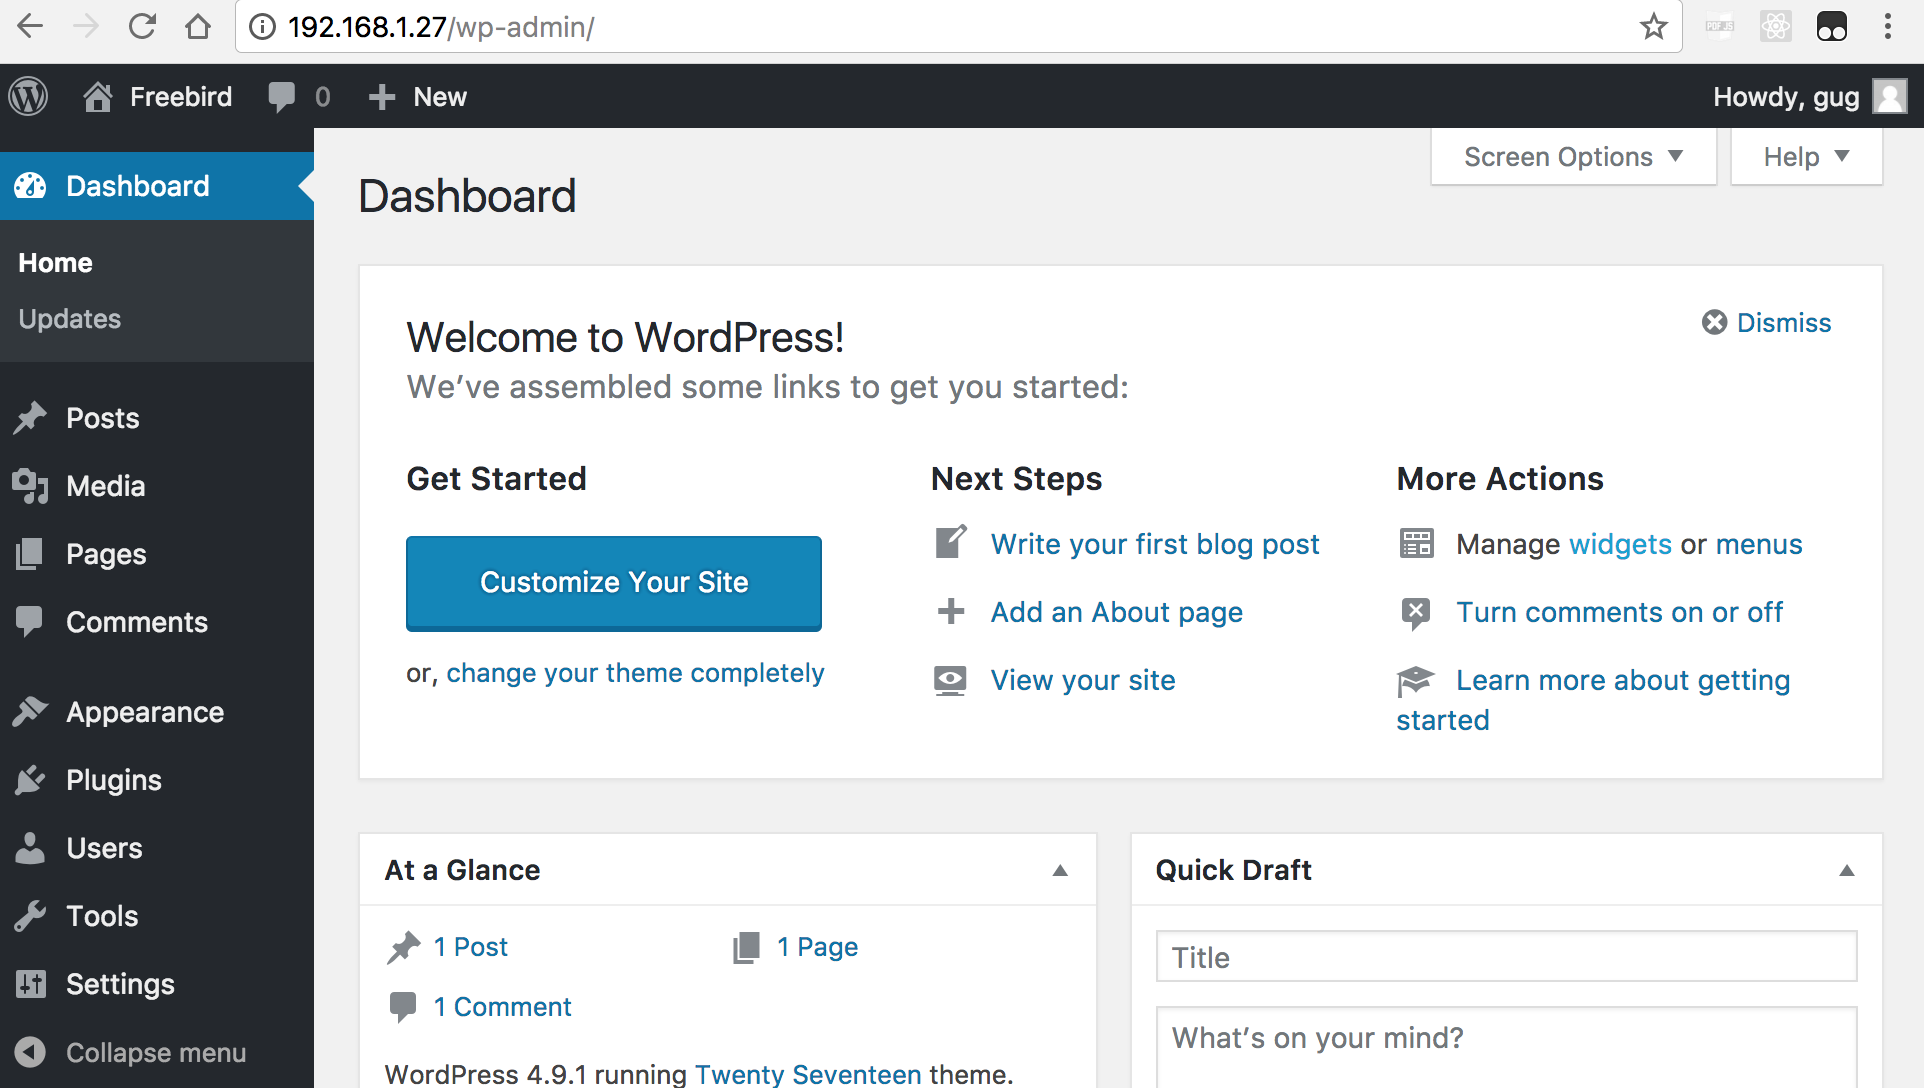 192.168.1.27/wp-admin/
PDF.JS
Freebird
0
New
Howdy, gug
Dashboard
Home
Updates
Posts
Media
Pages
Comments
Appearance
Plugins
Users
Tools
Settings
Collapse menu
Screen Options
Help
Dashboard
Welcome to WordPress!
We’ve assembled some links to get you started:
Dismiss
Get Started
Customize Your Site
or, change your theme completely
Next Steps
Write your first blog post
Add an About page
View your site
More Actions
Manage widgets or menus
Turn comments on or off
Learn more about getting
started
At a Glance
1 Post
1 Page
1 Comment
WordPress 4.9.1 running Twenty Seventeen theme.
Quick Draft
Title
What’s on your mind?